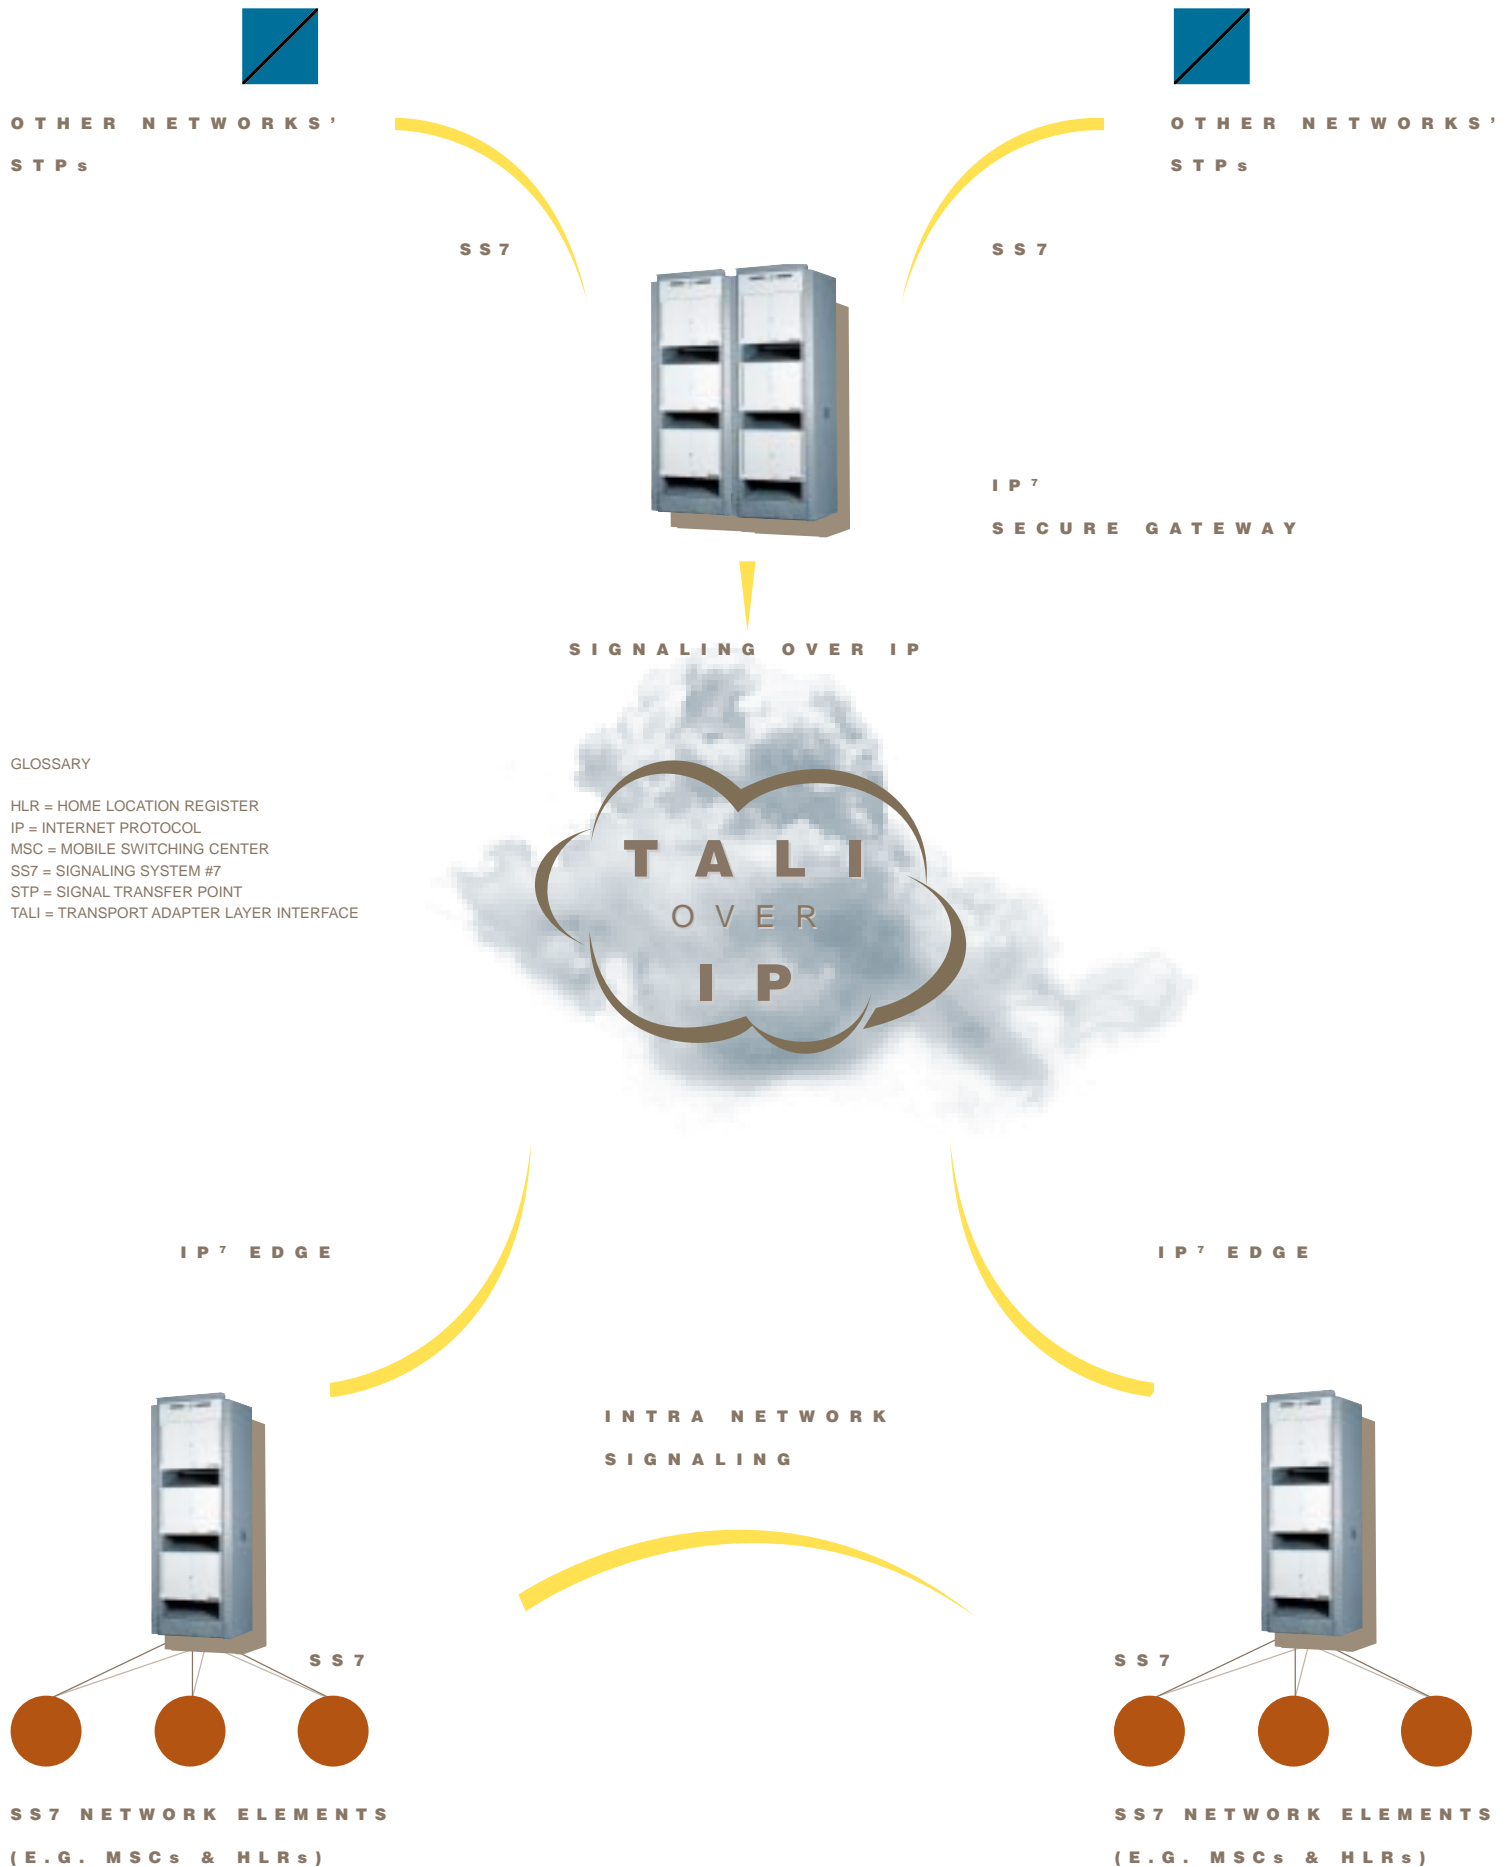 OTHER NETWORKS’
STPs
OTHER NETWORKS’
STPs
SS7
SS7
IP⁷
SECURE GATEWAY
SIGNALING OVER IP
GLOSSARY
HLR = HOME LOCATION REGISTER
IP = INTERNET PROTOCOL
MSC = MOBILE SWITCHING CENTER
SS7 = SIGNALING SYSTEM #7
STP = SIGNAL TRANSFER POINT
TALI = TRANSPORT ADAPTER LAYER INTERFACE
TALI
OVER
IP
IP⁷ EDGE
IP⁷ EDGE
INTRA NETWORK
SIGNALING
SS7
SS7
SS7 NETWORK ELEMENTS
(E.G. MSCs & HLRs)
SS7 NETWORK ELEMENTS
(E.G. MSCs & HLRs)